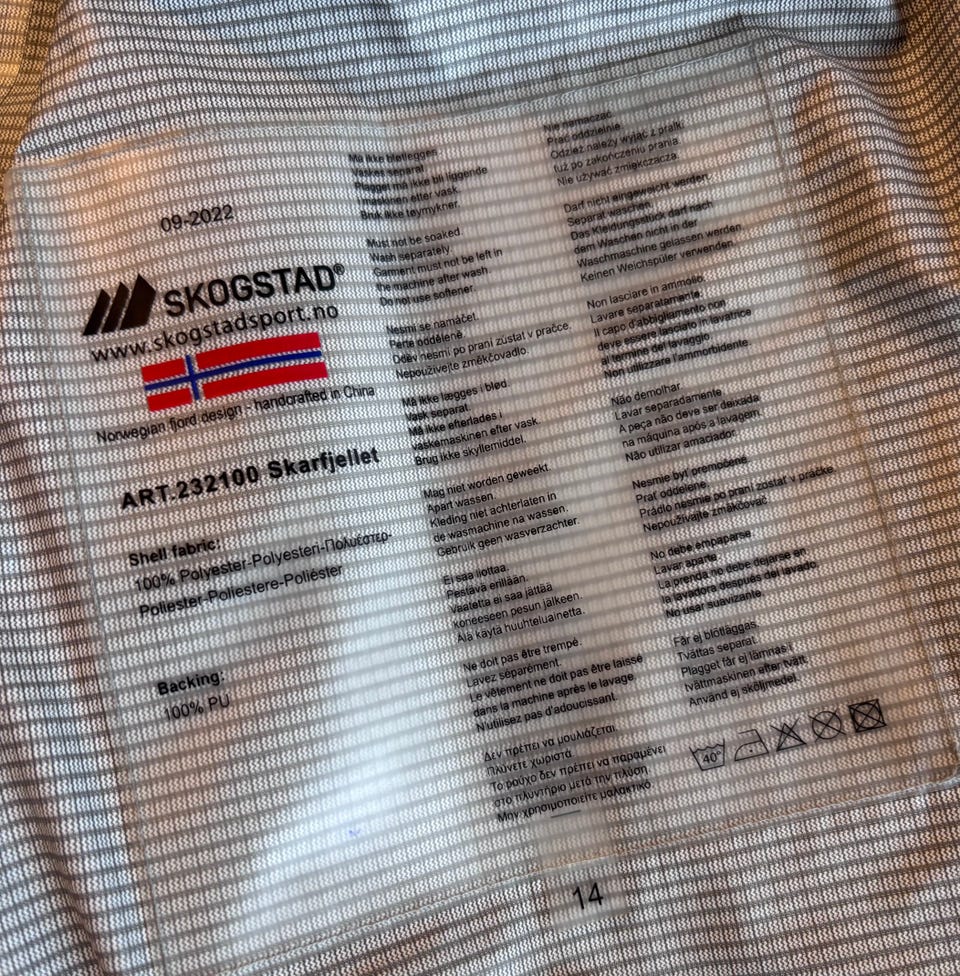 09-2022
SKOGSTAD®
www.skogstadsport.no
Norwegian fjord design - handcrafted in China
ART.232100 Skarfjellet
Shell fabric:
100% Polyester-Polyesteri-Πολυέστερ-
Poliester-Poliestere-Poliéster
Backing:
100% PU
Må ikke bløtlegges.
Vaskes separat.
Plagget må ikke bli liggende
i maskinen etter vask.
Bruk ikke tøymykner.
Must not be soaked.
Wash separately.
Garment must not be left in
the machine after wash.
Do not use softener.
Nesmí se namáčet.
Perte odděleně.
Oděv nesmí po praní zůstat v pračce.
Nepoužívejte změkčovadlo.
Må ikke lægges i blød.
Vask separat.
Må ikke efterlades i
vaskemaskinen efter vask.
Brug ikke skyllemiddel.
Mag niet worden geweekt.
Apart wassen.
Kleding niet achterlaten in
de wasmachine na wassen.
Gebruik geen wasverzachter.
Ei saa liottaa.
Pestävä erillään.
Vaatetta ei saa jättää
koneeseen pesun jälkeen.
Älä käytä huuhteluainetta.
Ne doit pas être trempé.
Lavez séparément.
Le vêtement ne doit pas être laissé
dans la machine après le lavage
N'utilisez pas d'adoucissant.
Δεν πρέπει να μουλιάζεται
Πλύνετε χωριστά
Το ρούχο δεν πρέπει να παραμένει
στο πλυντήριο μετά την πλύση
Μην χρησιμοποιείτε μαλακτικό
Nie namaczać.
Prać oddzielnie.
Odzież należy wyjąć z pralki
tuż po zakończeniu prania.
Nie używać zmiękczacza.
Darf nicht eingeweicht werden.
Separat waschen.
Das Kleidungsstück darf nach
dem Waschen nicht in der
Waschmaschine gelassen werden
Keinen Weichspüler verwenden.
Non lasciare in ammollo.
Lavare separatamente.
Il capo d'abbigliamento non
deve essere lasciato in lavatrice
al termine del lavaggio
Non utilizzare l'ammorbidente.
Não demolhar.
Lavar separadamente
A peça não deve ser deixada
na máquina após a lavagem.
Não utilizar amaciador.
Nesmie byť premočené
Prať oddelene.
Prádlo nesmie po praní zostať v práčke
Nepoužívajte zmäkčovač
No debe empaparse.
Lavar aparte.
La prenda no debe dejarse en
la lavadora después del lavado.
No usar suavizante.
Får ej blötläggas.
Tvättas separat.
Plagget får ej lämnas i
tvättmaskinen efter tvätt.
Använd ej sköljmedel.
40°
14